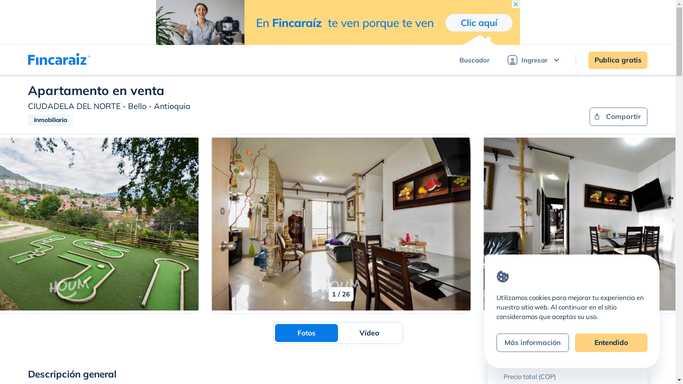 En Fincaraíz te ven porque te ven
Clic aquí
Fincaraiz
Buscador
Ingresar
Publica gratis
Apartamento en venta
CIUDADELA DEL NORTE - Bello - Antioquia
Inmobiliaria
Compartir
HOUM
HOUM
1 / 26
Utilizamos cookies para mejorar tu experiencia en
nuestro sitio web. Al continuar en el sitio
consideramos que aceptas su uso.
Más información
Entendido
Fotos
Vídeo
Descripción general
Precio total (COP)